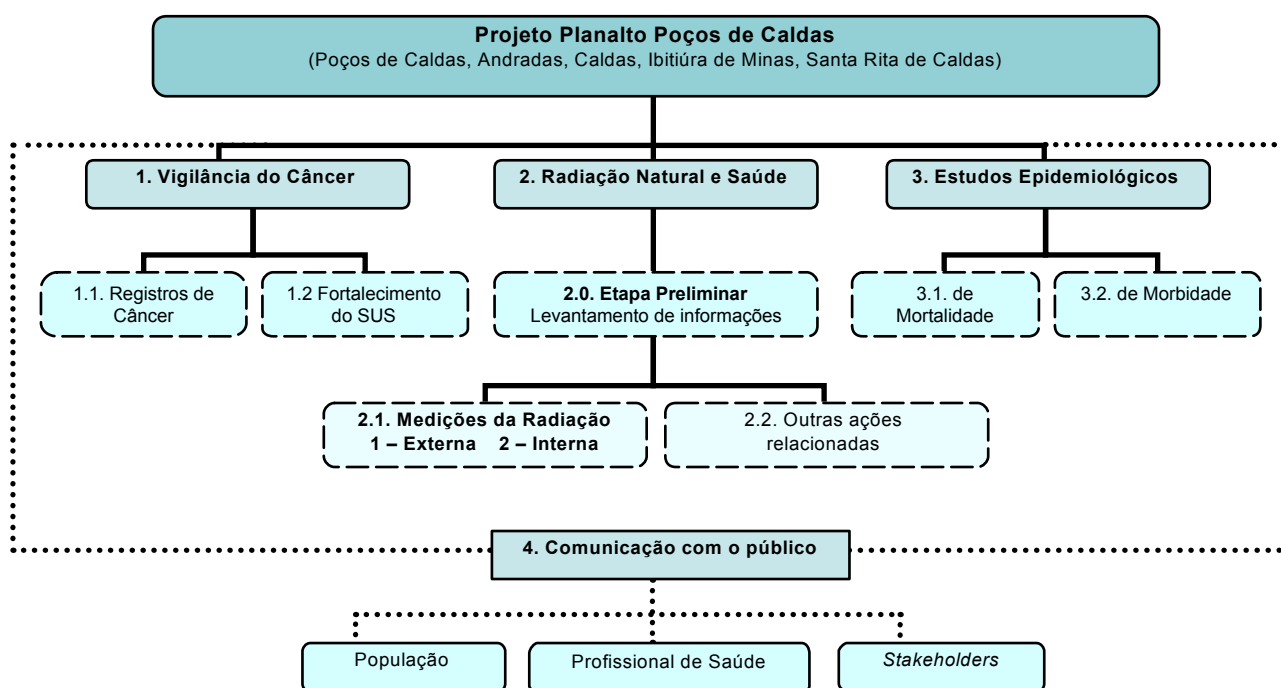 Projeto Planalto Poços de Caldas
(Poços de Caldas, Andradas, Caldas, Ibitiúra de Minas, Santa Rita de Caldas)
1. Vigilância do Câncer
2. Radiação Natural e Saúde
3. Estudos Epidemiológicos
1.1. Registros de
Câncer
1.2 Fortalecimento
do SUS
2.0. Etapa Preliminar
Levantamento de informações
3.1. de
Mortalidade
3.2. de Morbidade
2.1. Medições da Radiação
1 – Externa 2 – Interna
2.2. Outras ações
relacionadas
4. Comunicação com o público
População
Profissional de Saúde
Stakeholders